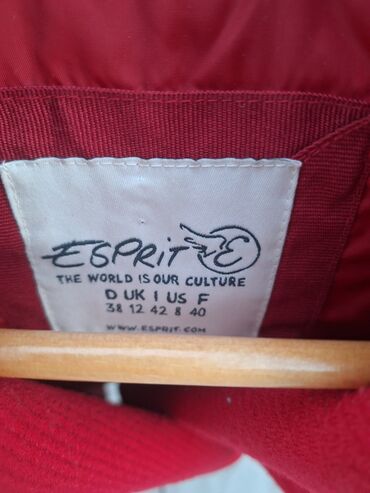 ESPRIT E
THE WORLD IS OUR CULTURE
D UK I US F
38 12 42 8 40
WWW.ESPRIT.COM